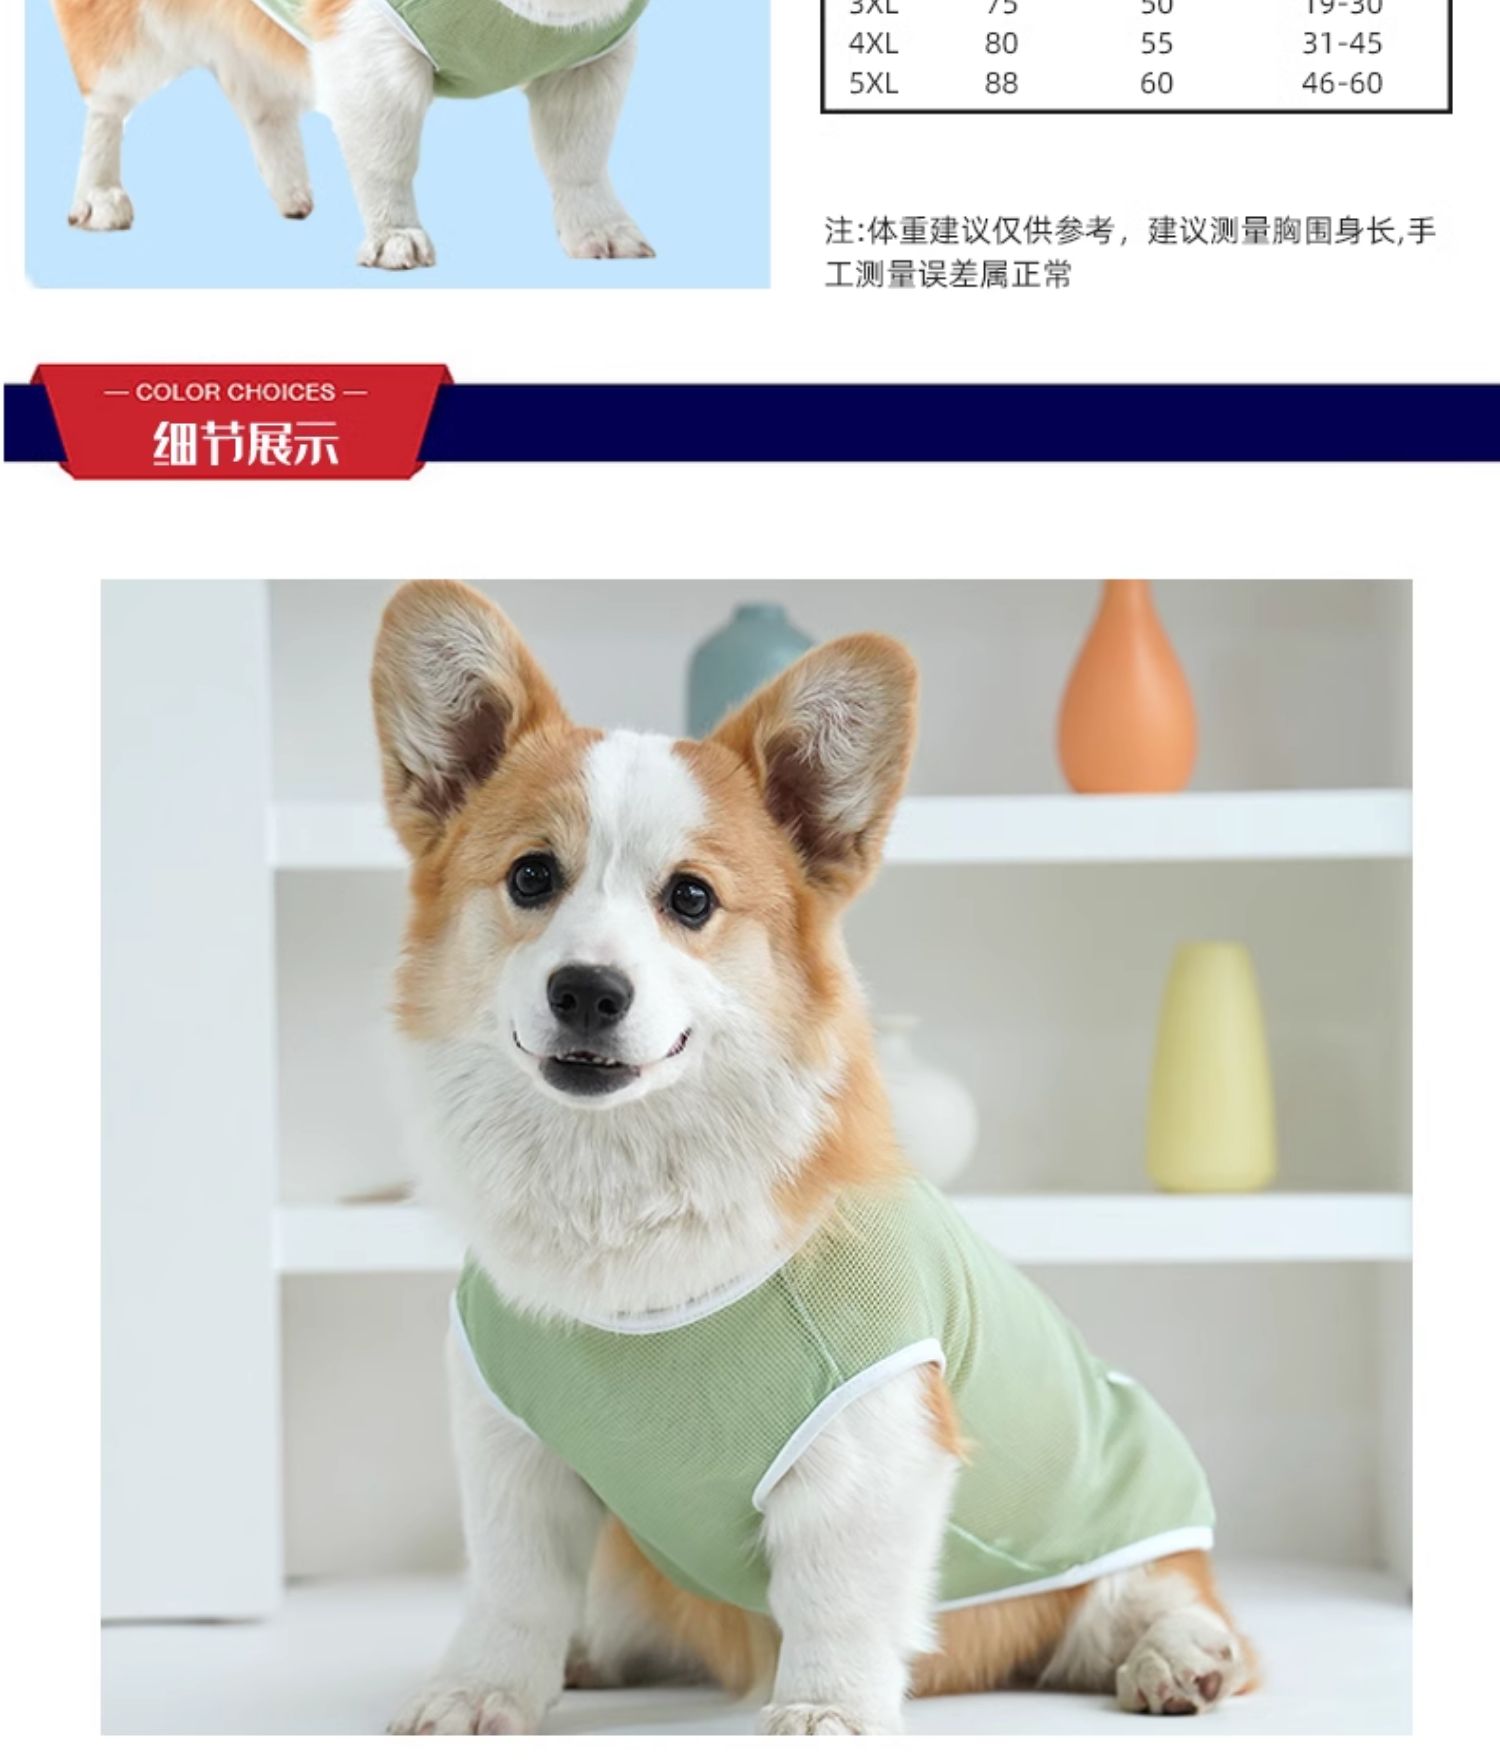 3XL 75 50 19-30
4XL 80 55 31-45
5XL 88 60 46-60
注:体重建议仅供参考，建议测量胸围身长,手
工测量误差属正常
— COLOR CHOICES —
细节展示